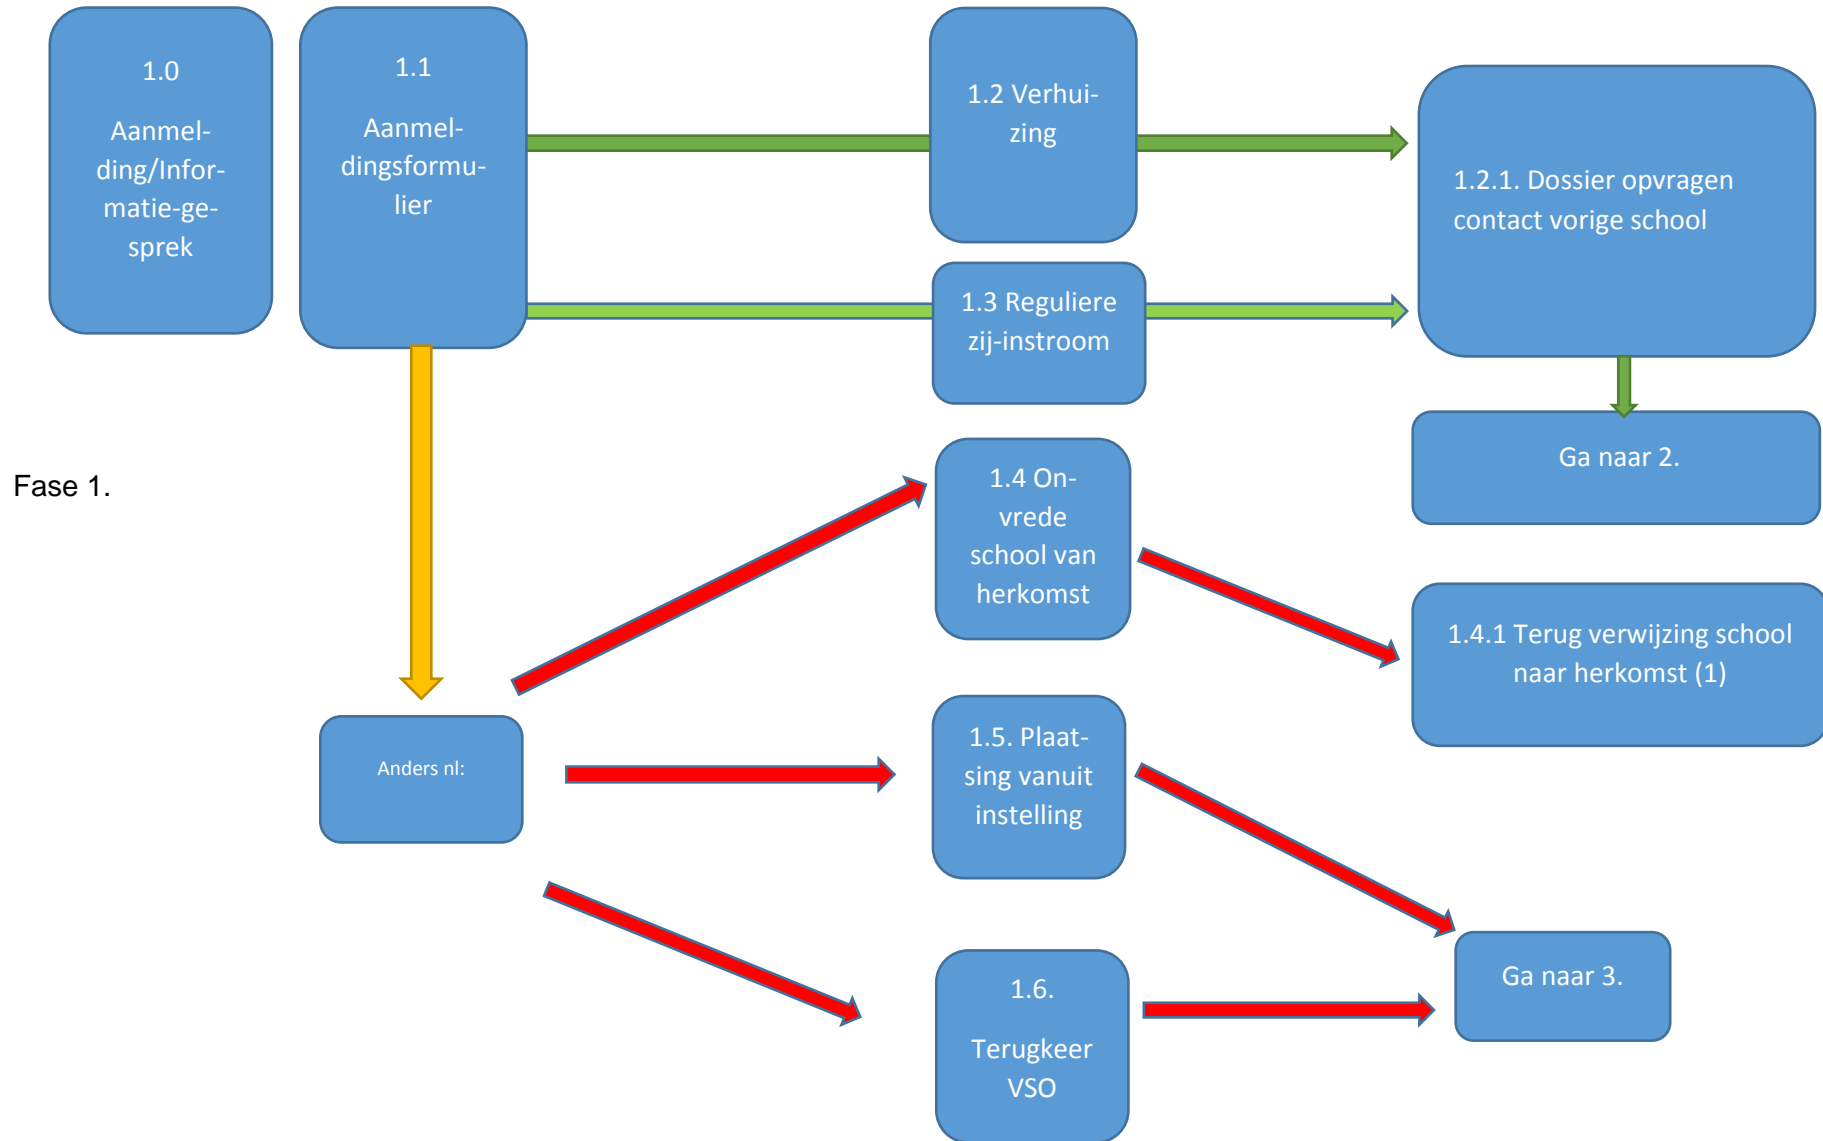 1.0
Aanmel-
ding/Infor-
matie-ge-
sprek
1.1
Aanmel-
dingsformu-
lier
1.2 Verhui-
zing
1.2.1. Dossier opvragen
contact vorige school
1.3 Reguliere
zij-instroom
Ga naar 2.
Fase 1.
1.4 On-
vrede
school van
herkomst
1.4.1 Terug verwijzing school
naar herkomst (1)
Anders nl:
1.5. Plaat-
sing vanuit
instelling
1.6.
Terugkeer
VSO
Ga naar 3.